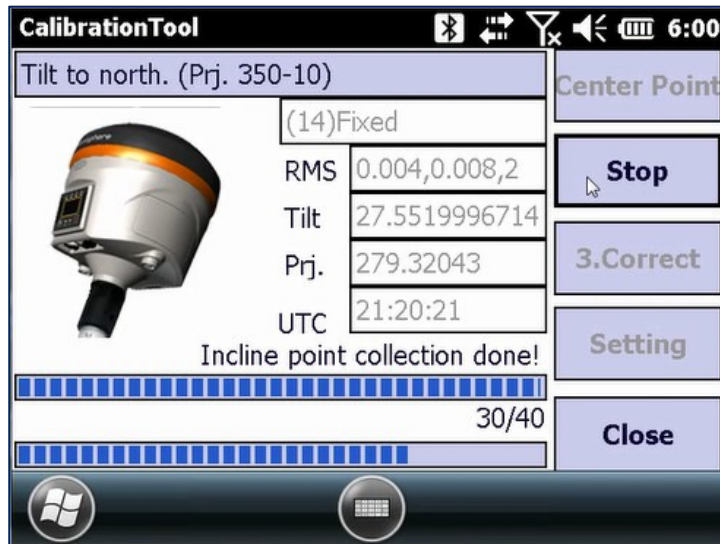 CalibrationTool 6:00
Tilt to north. (Prj. 350-10)
Center Point
(14)Fixed
RMS 0.004,0.008,2
Stop
Tilt 27.5519996714
Prj. 279.32043
3.Correct
UTC 21:20:21
Setting
Incline point collection done!
30/40
Close